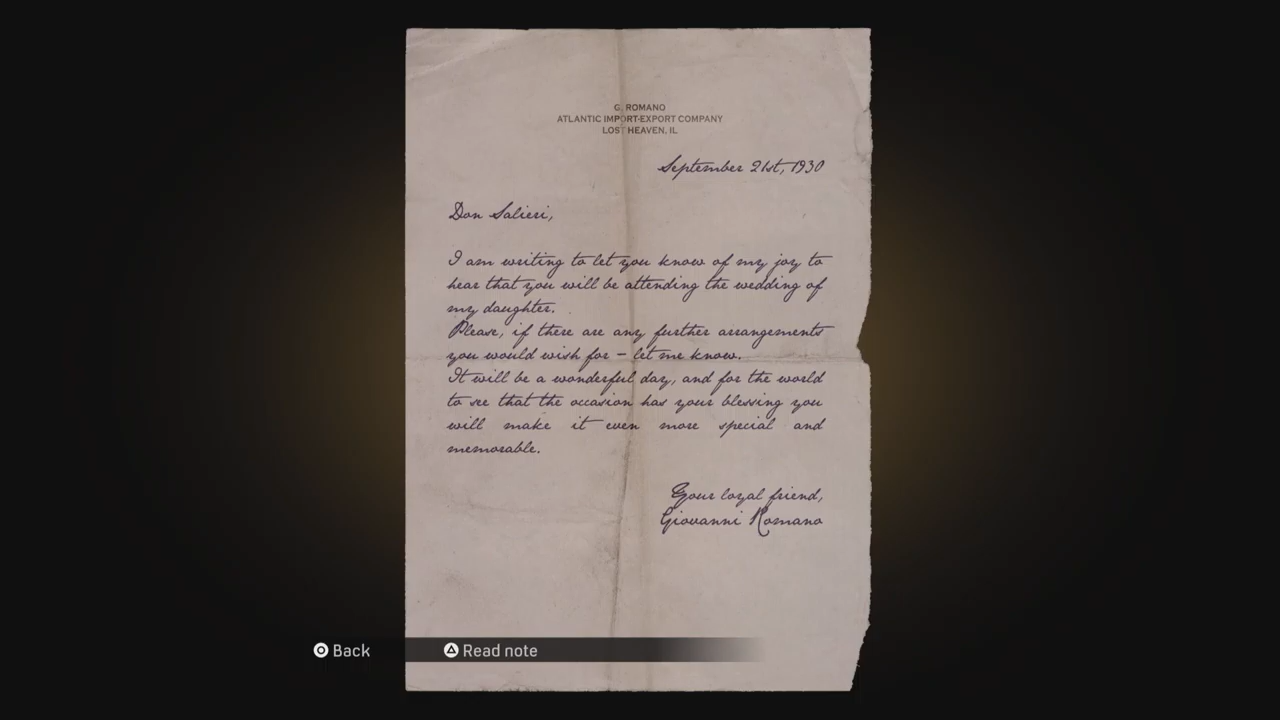 G. ROMANO
ATLANTIC IMPORT-EXPORT COMPANY
LOST HEAVEN, IL
September 21st, 1930
Don Salieri,
I am writing to let you know of my joy to
hear that you will be attending the wedding of
my daughter.
Please, if there are any further arrangements
you would wish for – let me know.
It will be a wonderful day, and for the world
to see that the occasion has your blessing you
will make it even more special and
memorable.
Your loyal friend,
Giovanni Romano
Back
Read note